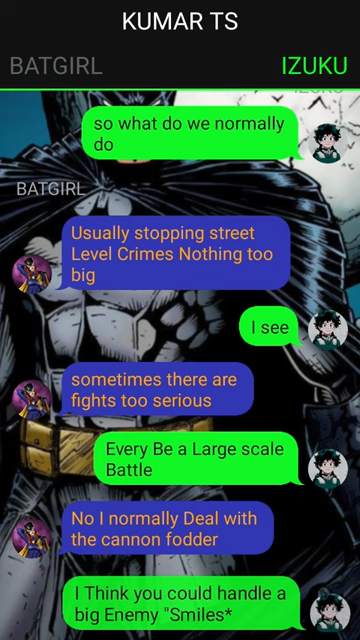 KUMAR TS
BATGIRL IZUKU
IZUKU
so what do we normally
do
BATGIRL
Usually stopping street
Level Crimes Nothing too
big
I see
sometimes there are
fights too serious
Every Be a Large scale
Battle
No I normally Deal with
the cannon fodder
I Think you could handle a
big Enemy "Smiles*